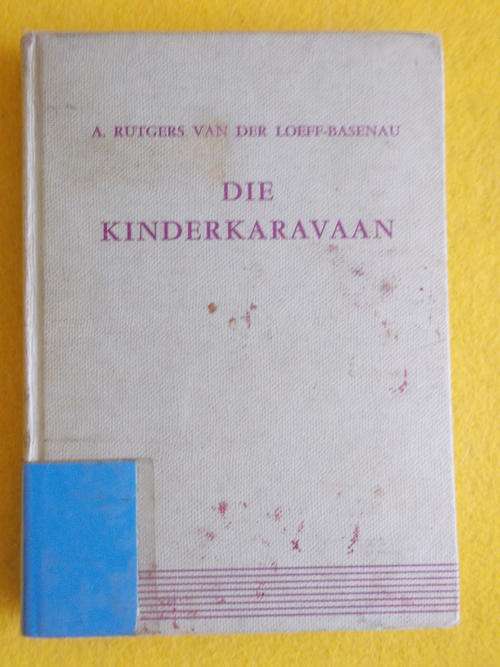 A. RUTGERS VAN DER LOEFF-BASENAU
DIE
KINDERKARAVAAN